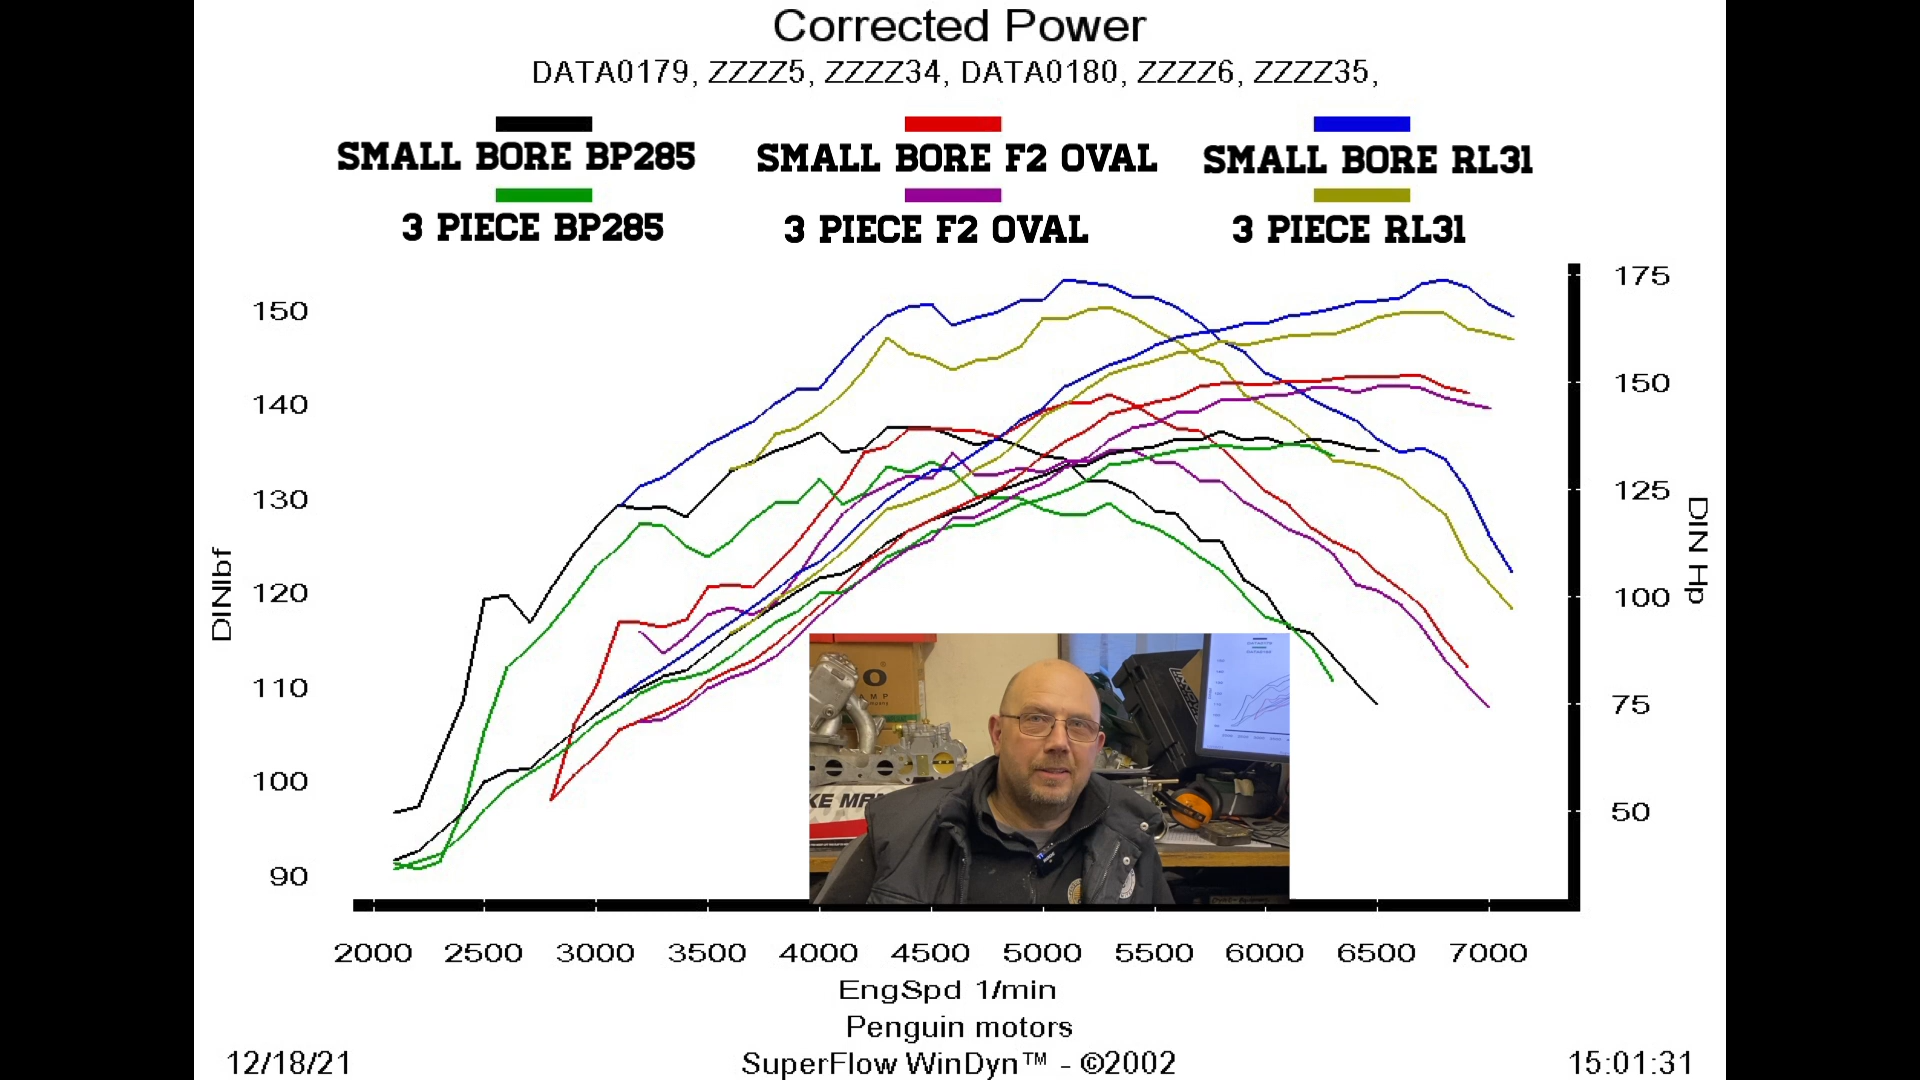 Corrected Power
DATA0179, ZZZZ5, ZZZZ34, DATA0180, ZZZZ6, ZZZZ35,
SMALL BORE BP285
SMALL BORE F2 OVAL
SMALL BORE RL31
3 PIECE BP285
3 PIECE F2 OVAL
3 PIECE RL31
DINlbf
150
140
130
120
110
100
90
175
150
125
100
75
50
DIN Hp
2000 2500 3000 3500 4000 4500 5000 5500 6000 6500 7000
EngSpd 1/min
Penguin motors
12/18/21
SuperFlow WinDyn™ - ©2002
15:01:31